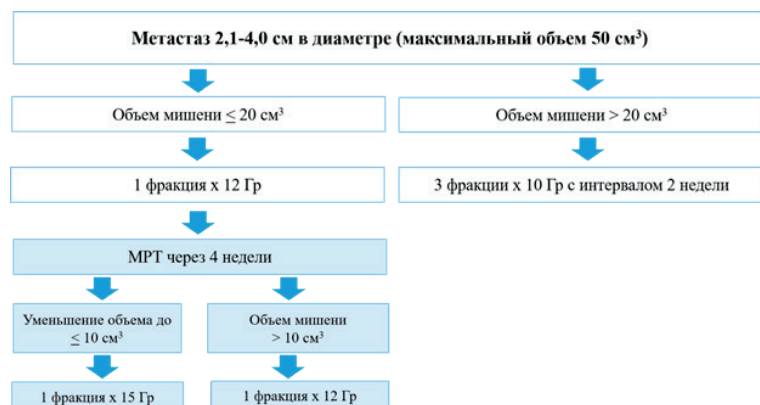 Метастаз 2,1-4,0 см в диаметре (максимальный объем 50 см³)
Объем мишени ≤ 20 см³
Объем мишени > 20 см³
1 фракция х 12 Гр
3 фракции х 10 Гр с интервалом 2 недели
МРТ через 4 недели
Уменьшение объема до
≤ 10 см³
Объем мишени
> 10 см³
1 фракция х 15 Гр
1 фракция х 12 Гр